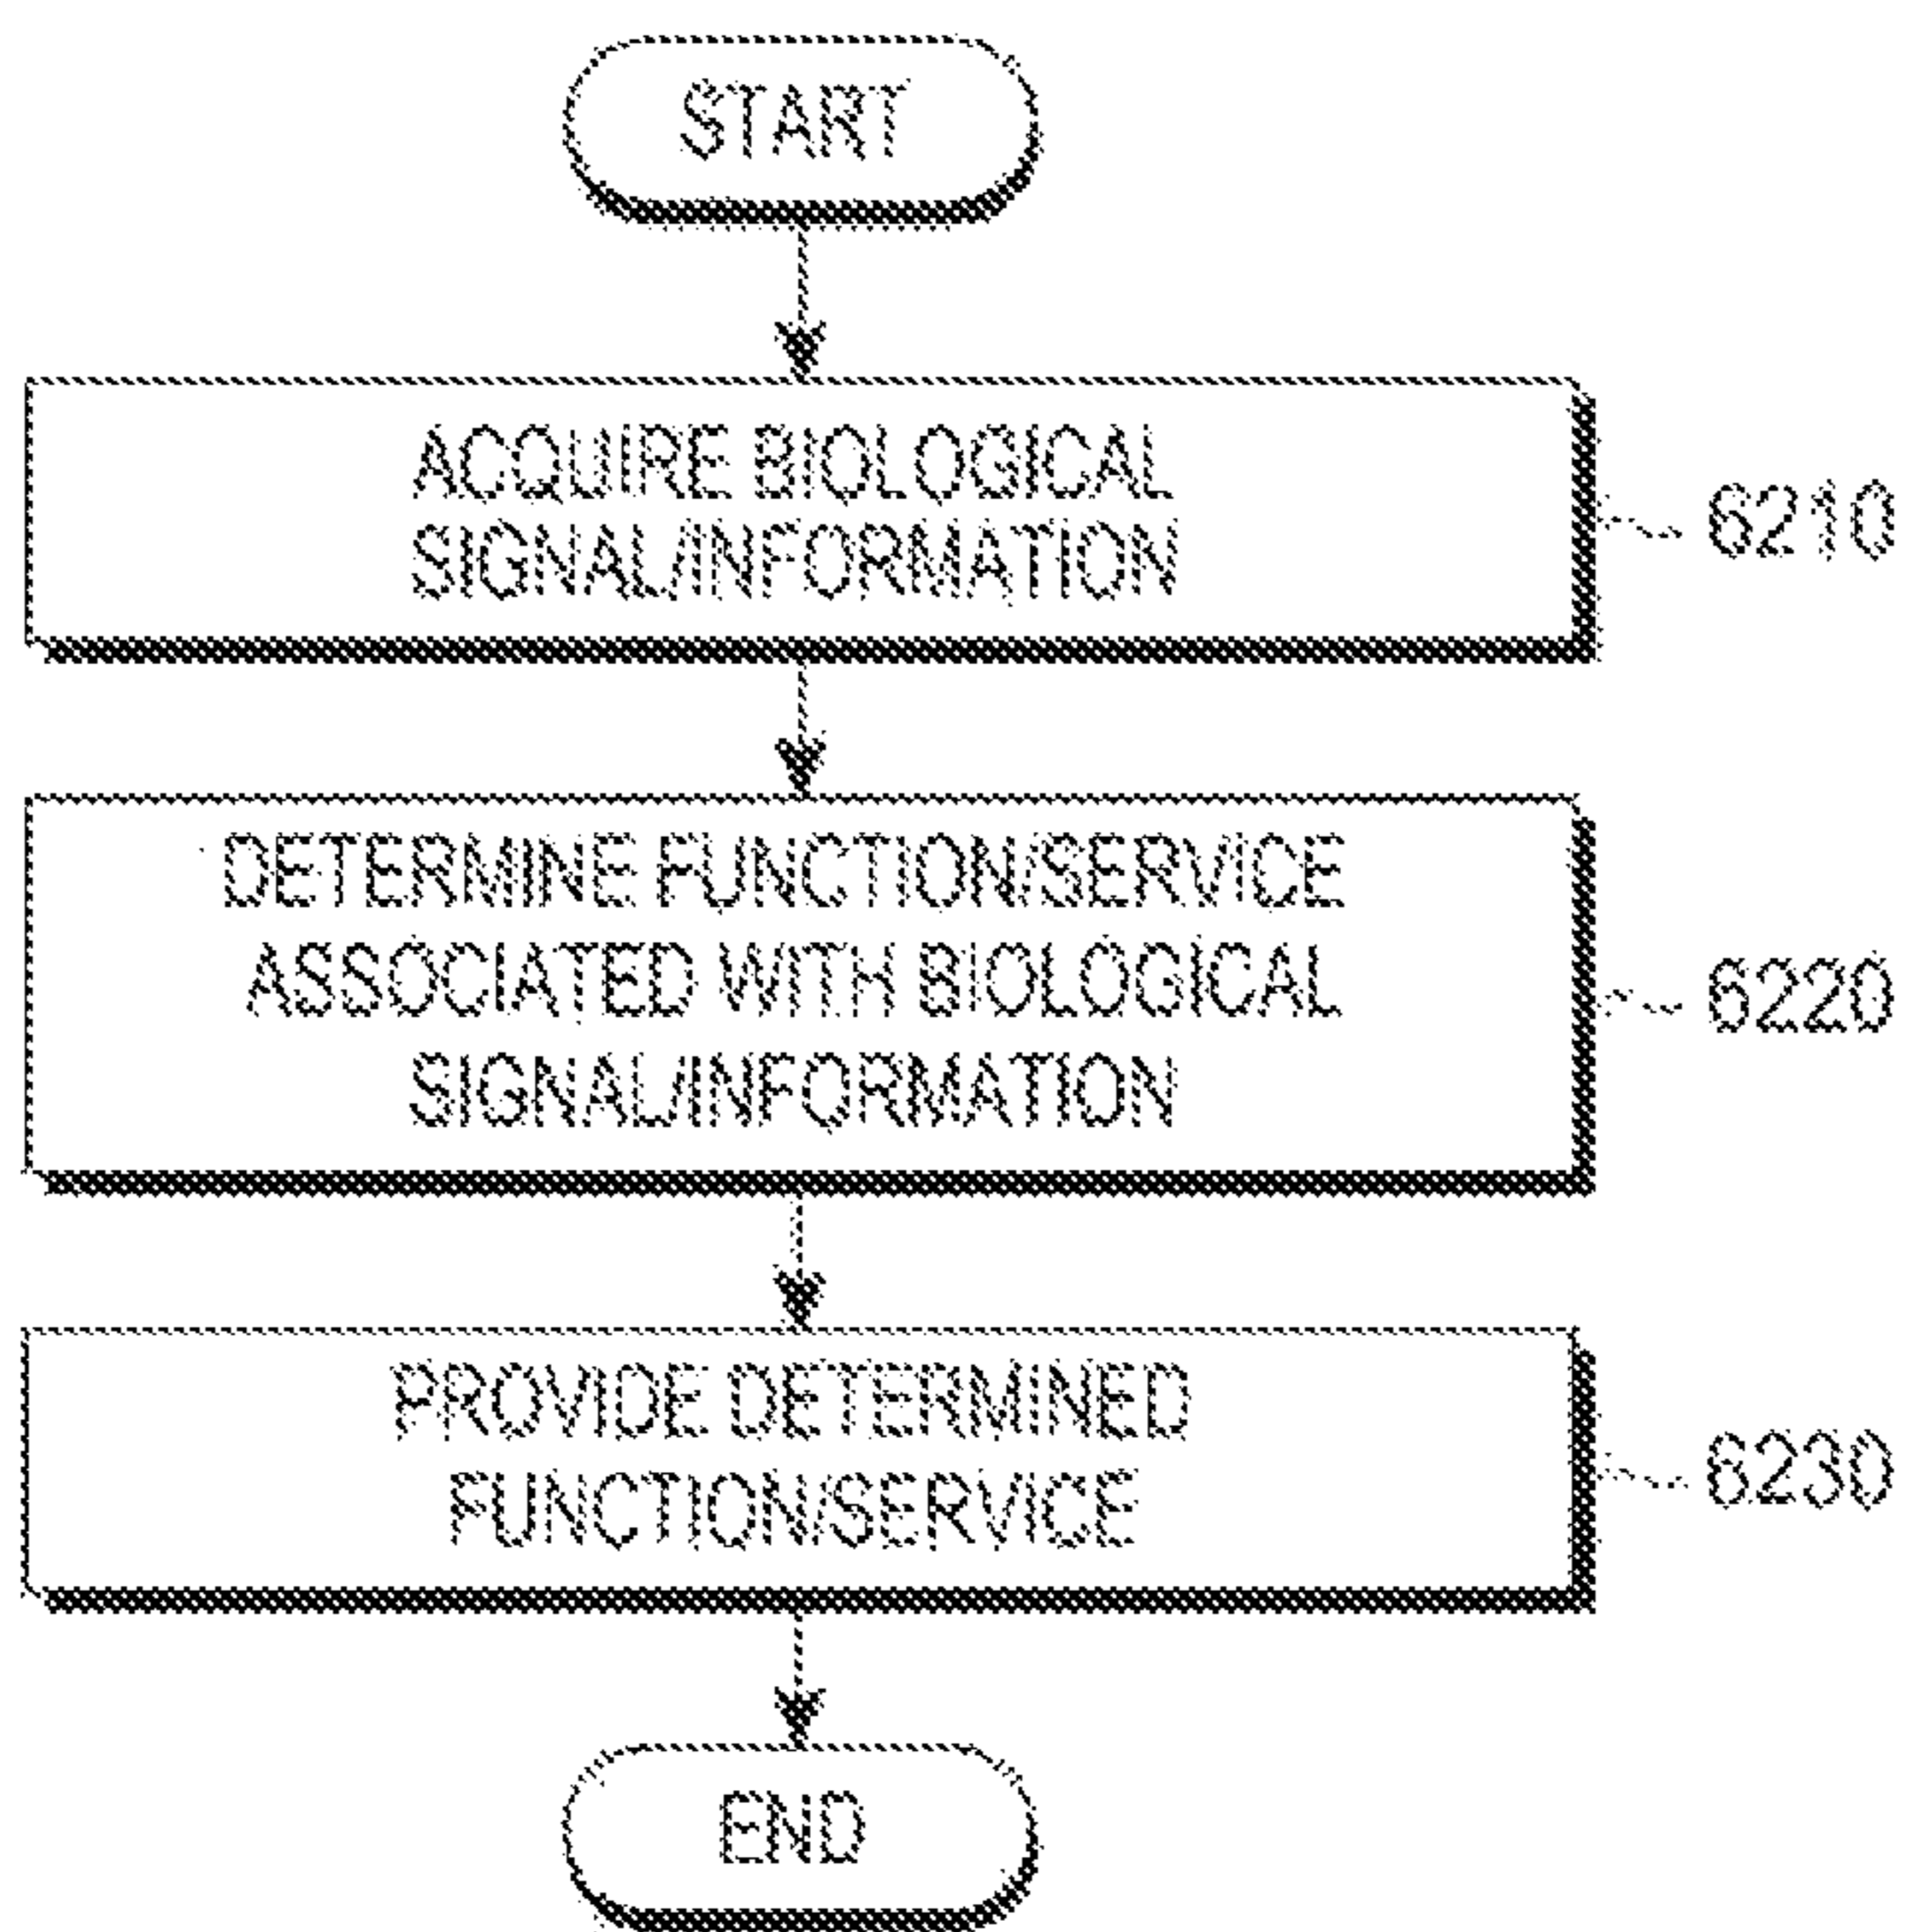 START
ACQUIRE BIOLOGICAL
SIGNAL/INFORMATION
6210
DETERMINE FUNCTION/SERVICE
ASSOCIATED WITH BIOLOGICAL
SIGNAL/INFORMATION
6220
PROVIDE DETERMINED
FUNCTION/SERVICE
6230
END